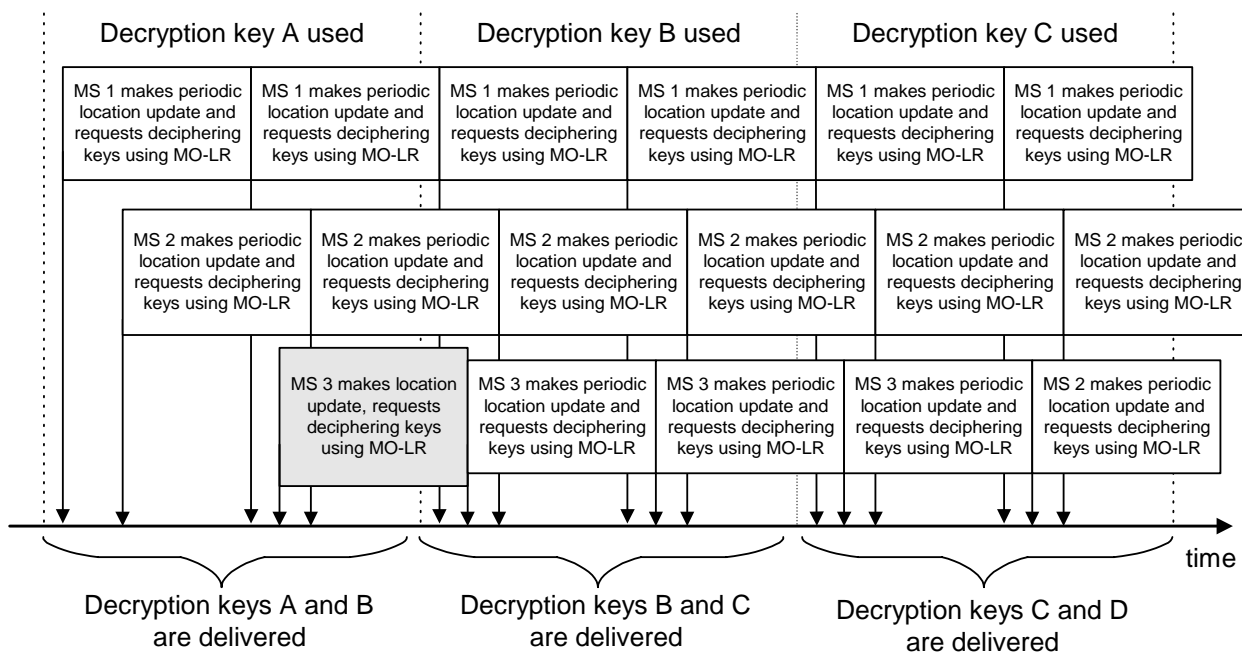 Decryption key A used
Decryption key B used
Decryption key C used
MS 1 makes periodic
location update and
requests deciphering
keys using MO-LR
MS 1 makes periodic
location update and
requests deciphering
keys using MO-LR
MS 1 makes periodic
location update and
requests deciphering
keys using MO-LR
MS 1 makes periodic
location update and
requests deciphering
keys using MO-LR
MS 1 makes periodic
location update and
requests deciphering
keys using MO-LR
MS 1 makes periodic
location update and
requests deciphering
keys using MO-LR
MS 2 makes periodic
location update and
requests deciphering
keys using MO-LR
MS 2 makes periodic
location update and
requests deciphering
keys using MO-LR
MS 2 makes periodic
location update and
requests deciphering
keys using MO-LR
MS 2 makes periodic
location update and
requests deciphering
keys using MO-LR
MS 2 makes periodic
location update and
requests deciphering
keys using MO-LR
MS 2 makes periodic
location update and
requests deciphering
keys using MO-LR
MS 3 makes location
update, requests
deciphering keys
using MO-LR
MS 3 makes periodic
location update and
requests deciphering
keys using MO-LR
MS 3 makes periodic
location update and
requests deciphering
keys using MO-LR
MS 3 makes periodic
location update and
requests deciphering
keys using MO-LR
MS 2 makes periodic
location update and
requests deciphering
keys using MO-LR
time
Decryption keys A and B
are delivered
Decryption keys B and C
are delivered
Decryption keys C and D
are delivered